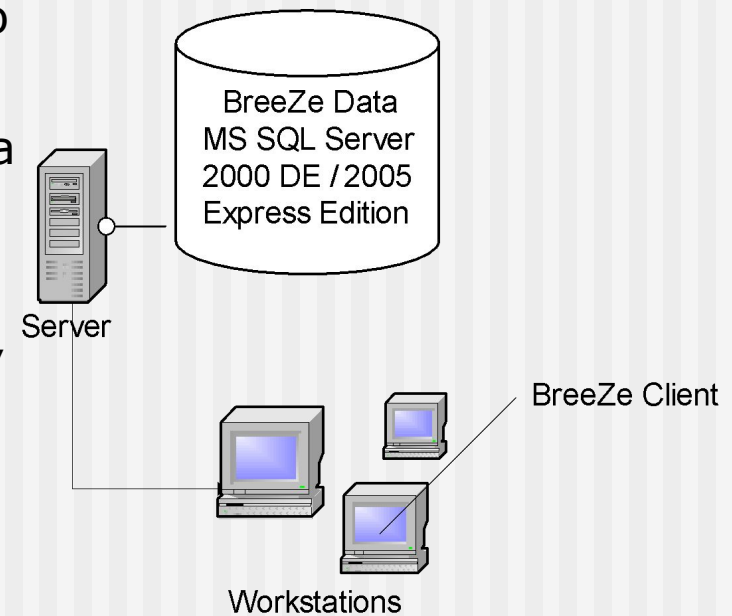 BreeZe Data
MS SQL Server
2000 DE / 2005
Express Edition
Server
BreeZe Client
Workstations